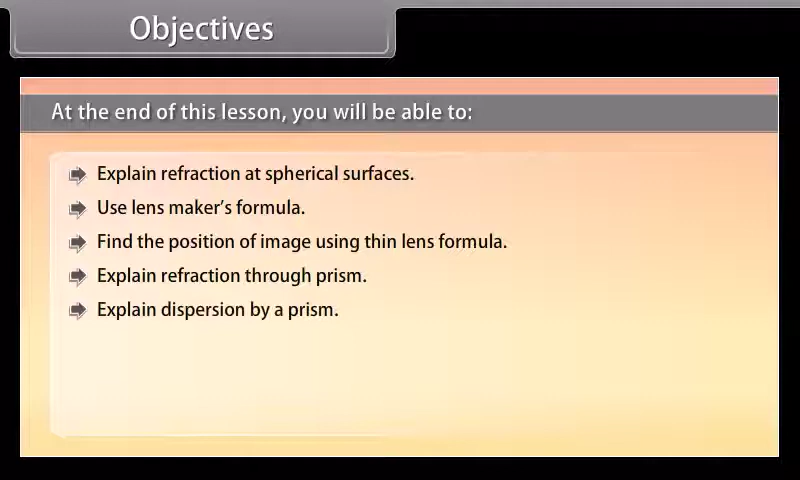 Objectives
At the end of this lesson, you will be able to:
Explain refraction at spherical surfaces.
Use lens maker's formula.
Find the position of image using thin lens formula.
Explain refraction through prism.
Explain dispersion by a prism.